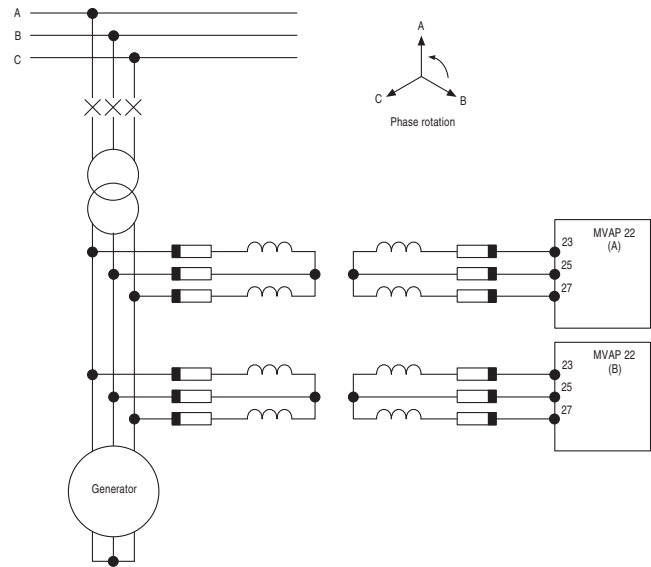 A
B
C
A
C
B
Phase rotation
23
25
27
MVAP 22
(A)
23
25
27
MVAP 22
(B)
Generator